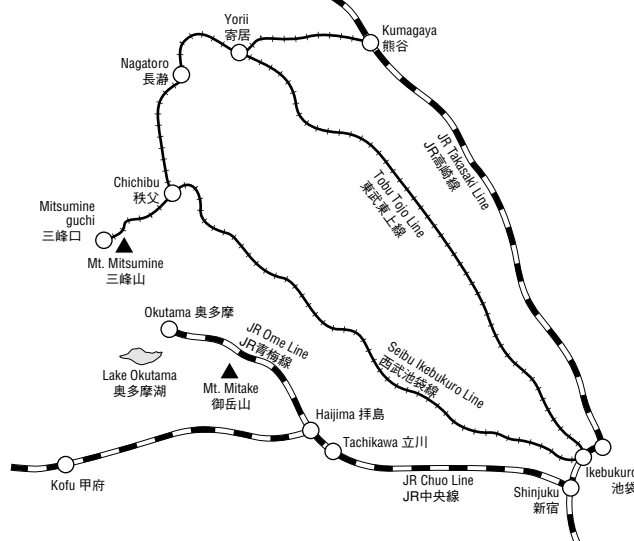 Yorii
寄居
Kumagaya
熊谷
Nagatoro
長瀞
JR Takasaki Line
JR高崎線
Tobu Tojo Line
東武東上線
Chichibu
秩父
Mitsumine
guchi
三峰口
Mt. Mitsumine
三峰山
Okutama 奥多摩
JR Ome Line
JR青梅線
Seibu Ikebukuro Line
西武池袋線
Lake Okutama
奥多摩湖
Mt. Mitake
御岳山
Haijima 拝島
Tachikawa 立川
Ikebukuro
池袋
Kofu 甲府
JR Chuo Line
JR中央線
Shinjuku
新宿